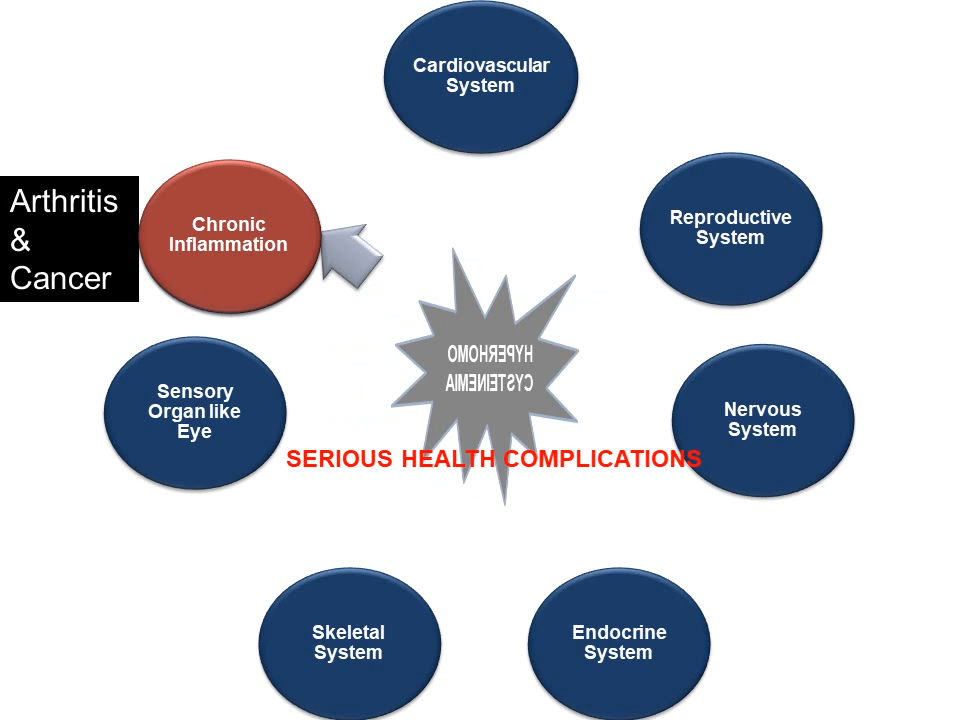 Cardiovascular
System
Reproductive
System
Arthritis
&
Cancer
Chronic
Inflammation
HYPERHOMO
CYSTEINEMIA
Sensory
Organ like
Eye
Nervous
System
SERIOUS HEALTH COMPLICATIONS
Skeletal
System
Endocrine
System